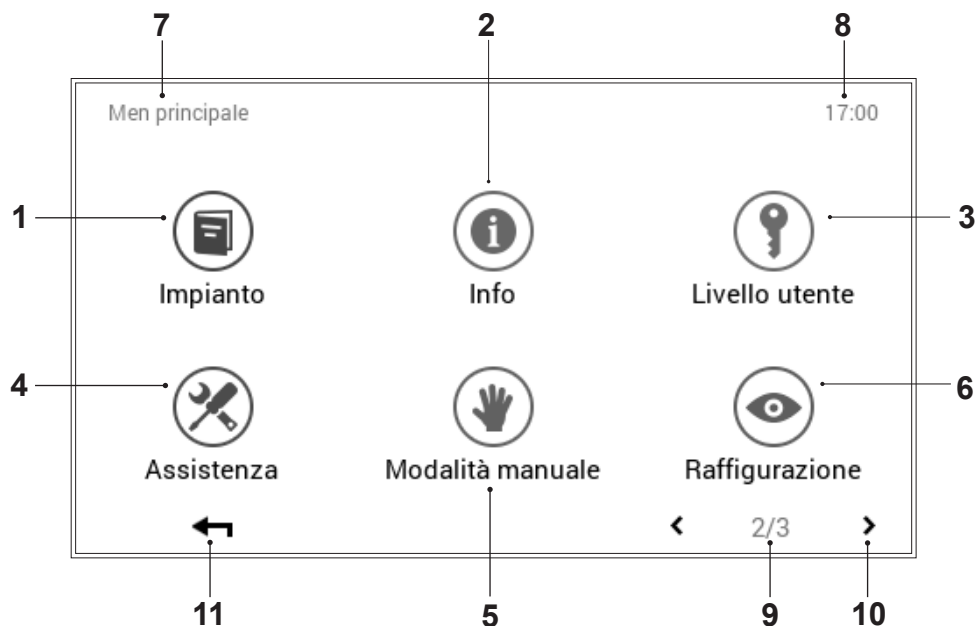 7 2 8
Men principale 17:00
1 3
Impianto Info Livello utente
4 6
Assistenza Modalità manuale Raffigurazione
2/3
11 5 9 10